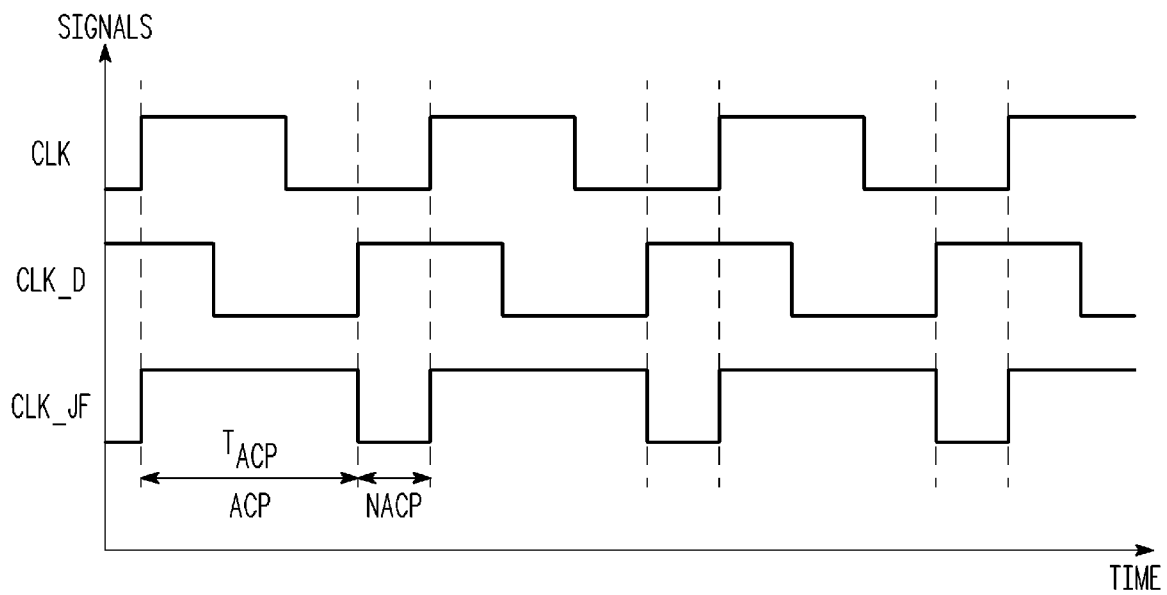 SIGNALS
CLK
CLK_D
CLK_JF
TACP
ACP
NACP
TIME